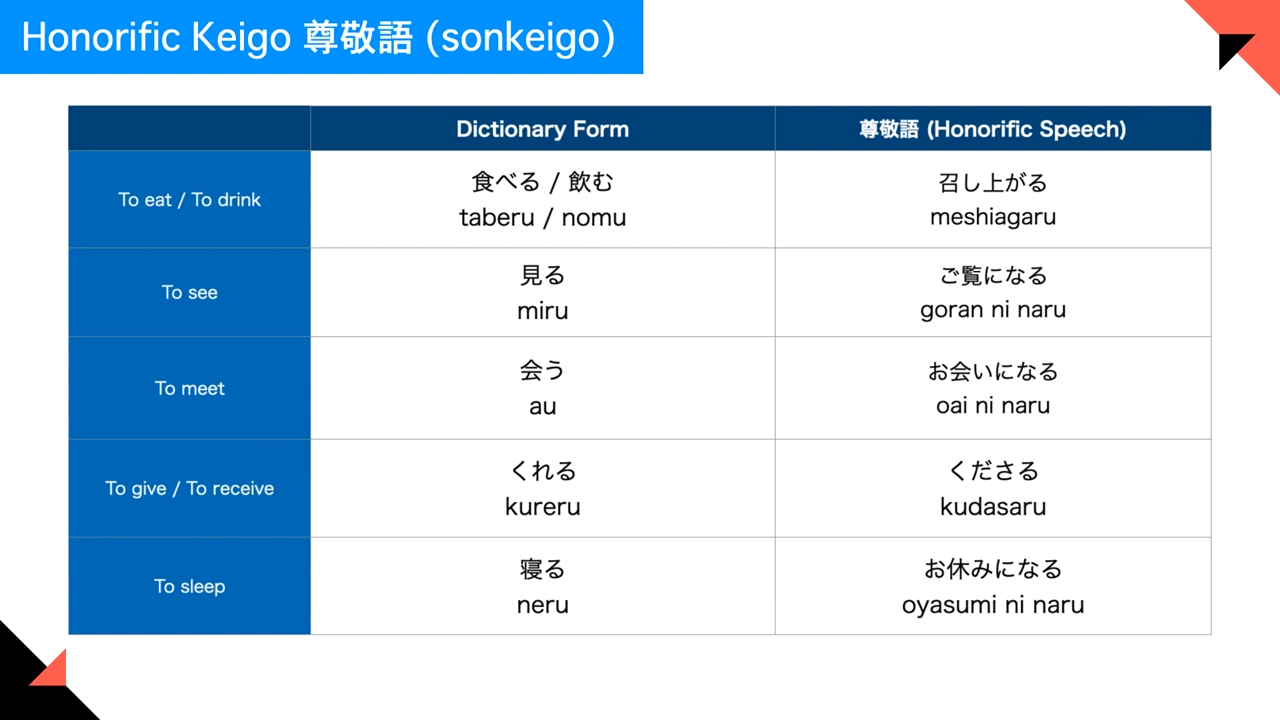 Honorific Keigo 尊敬語 (sonkeigo)
Dictionary Form
尊敬語 (Honorific Speech)
To eat / To drink
食べる / 飲む
taberu / nomu
召し上がる
meshiagaru
To see
見る
miru
ご覧になる
goran ni naru
To meet
会う
au
お会いになる
oai ni naru
To give / To receive
くれる
kureru
くださる
kudasaru
To sleep
寝る
neru
お休みになる
oyasumi ni naru